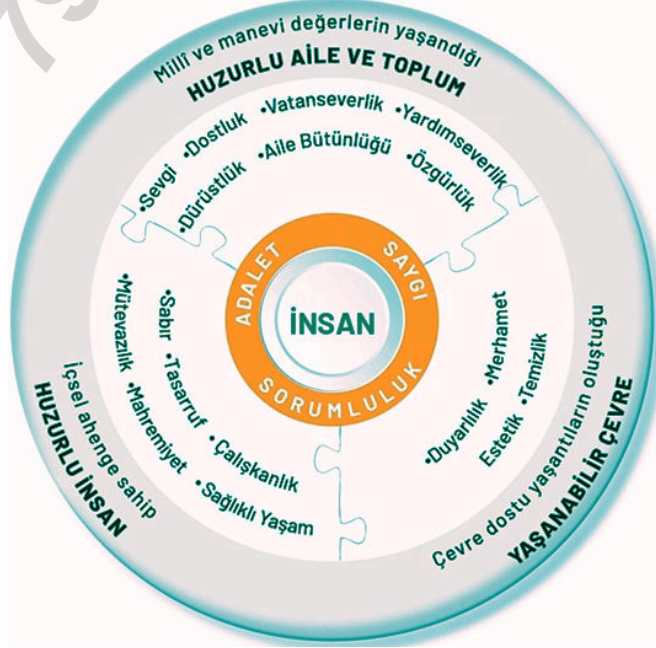 Millî ve manevi değerlerin yaşandığı
HUZURLU AİLE VE TOPLUM
•Sevgi •Dostluk •Vatanseverlik •Yardımseverlik
•Dürüstlük •Aile Bütünlüğü •Özgürlük
ADALET SAYGI
İNSAN
SORUMLULUK
•Sabır •Tasarruf •Çalışkanlık
•Mütevazılık •Mahremiyet •Sağlıklı Yaşam
İçsel ahenge sahip
HUZURLU İNSAN
•Duyarlılık •Merhamet
Estetik •Temizlik
Çevre dostu yaşantıların oluştuğu
YAŞANABİLİR ÇEVRE